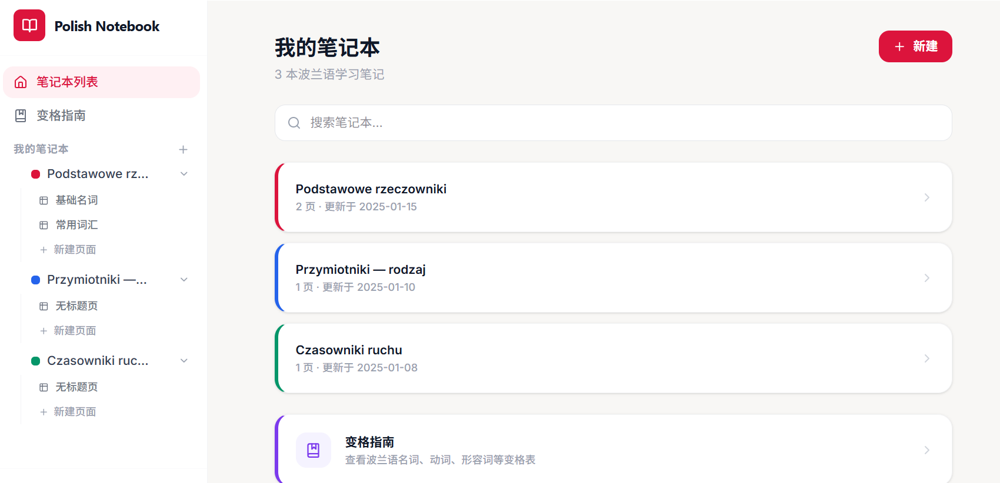 Polish Notebook
笔记本列表
变格指南
我的笔记本
Podstawowe rz...
基础名词
常用词汇
新建页面
Przymiotniki —...
无标题页
新建页面
Czasowniki ruc...
无标题页
新建页面
我的笔记本
3 本波兰语学习笔记
新建
搜索笔记本...
Podstawowe rzeczowniki
2 页 · 更新于 2025-01-15
Przymiotniki — rodzaj
1 页 · 更新于 2025-01-10
Czasowniki ruchu
1 页 · 更新于 2025-01-08
变格指南
查看波兰语名词、动词、形容词等变格表